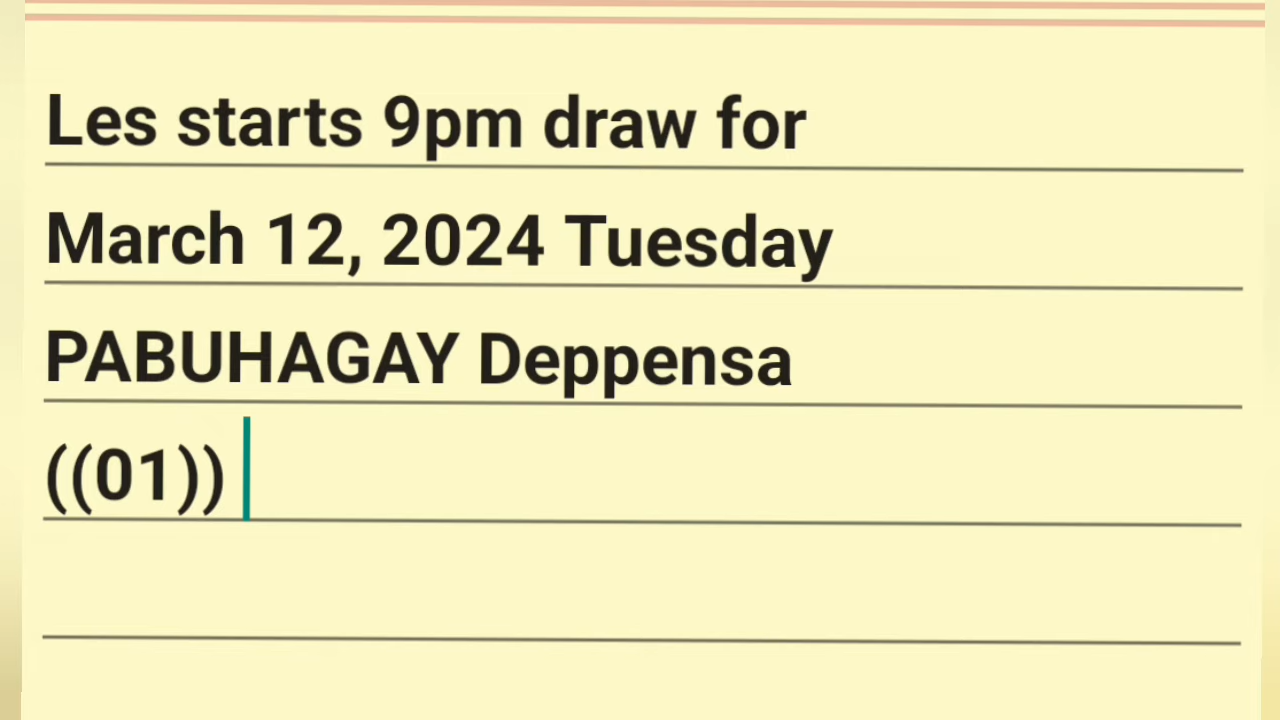 Les starts 9pm draw for
March 12, 2024 Tuesday
PABUHAGAY Deppensa
((01))